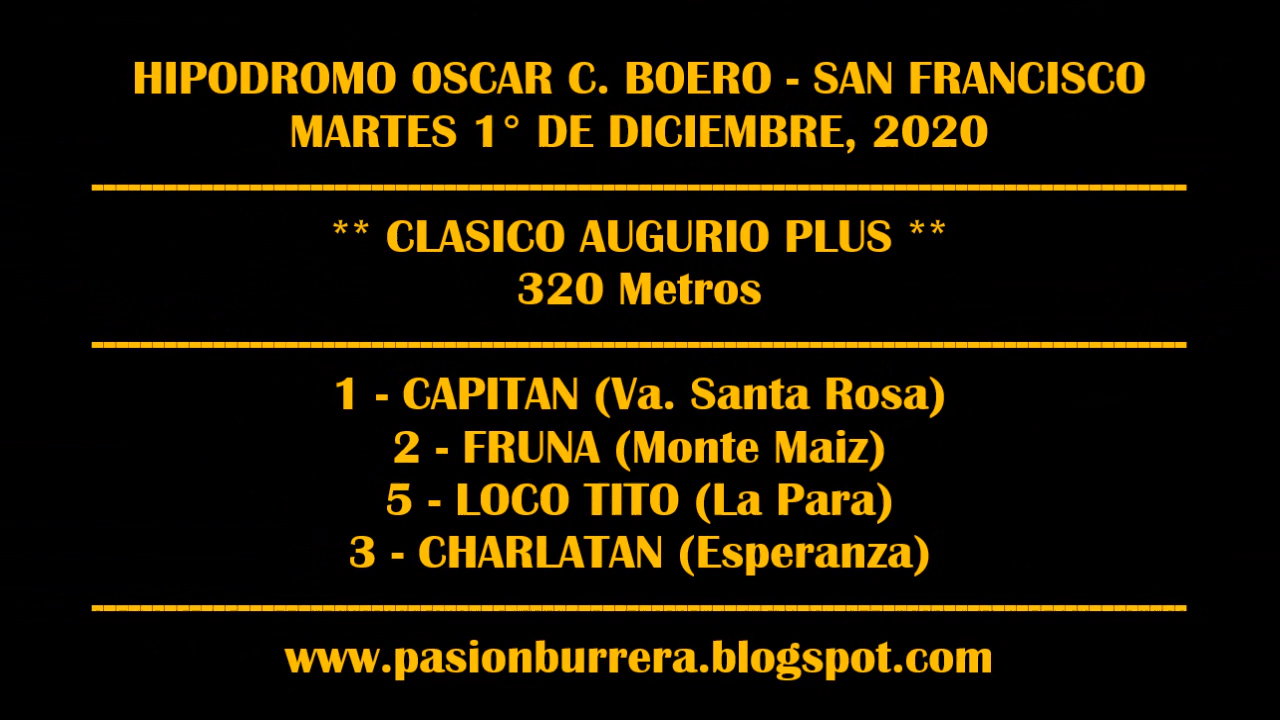 HIPODROMO OSCAR C. BOERO - SAN FRANCISCO
MARTES 1° DE DICIEMBRE, 2020
** CLASICO AUGURIO PLUS **
320 Metros
1 - CAPITAN (Va. Santa Rosa)
2 - FRUNA (Monte Maiz)
5 - LOCO TITO (La Para)
3 - CHARLATAN (Esperanza)
www.pasionburrera.blogspot.com